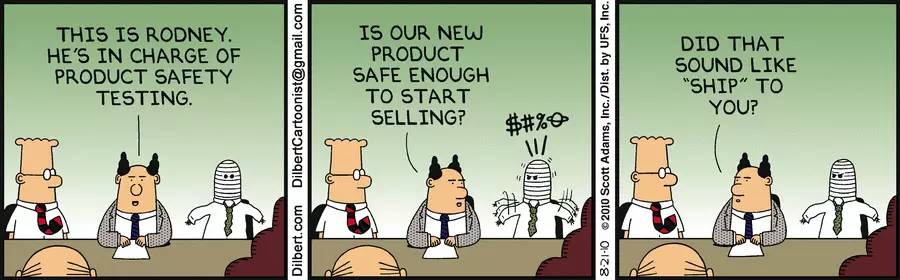 THIS IS RODNEY.
HE'S IN CHARGE OF
PRODUCT SAFETY
TESTING.
Dilbert.com DilbertCartoonist@gmail.com
IS OUR NEW
PRODUCT
SAFE ENOUGH
TO START
SELLING?
$#%
8-21-10 © 2010 Scott Adams, Inc./Dist. by UFS, Inc.
DID THAT
SOUND LIKE
"SHIP" TO
YOU?